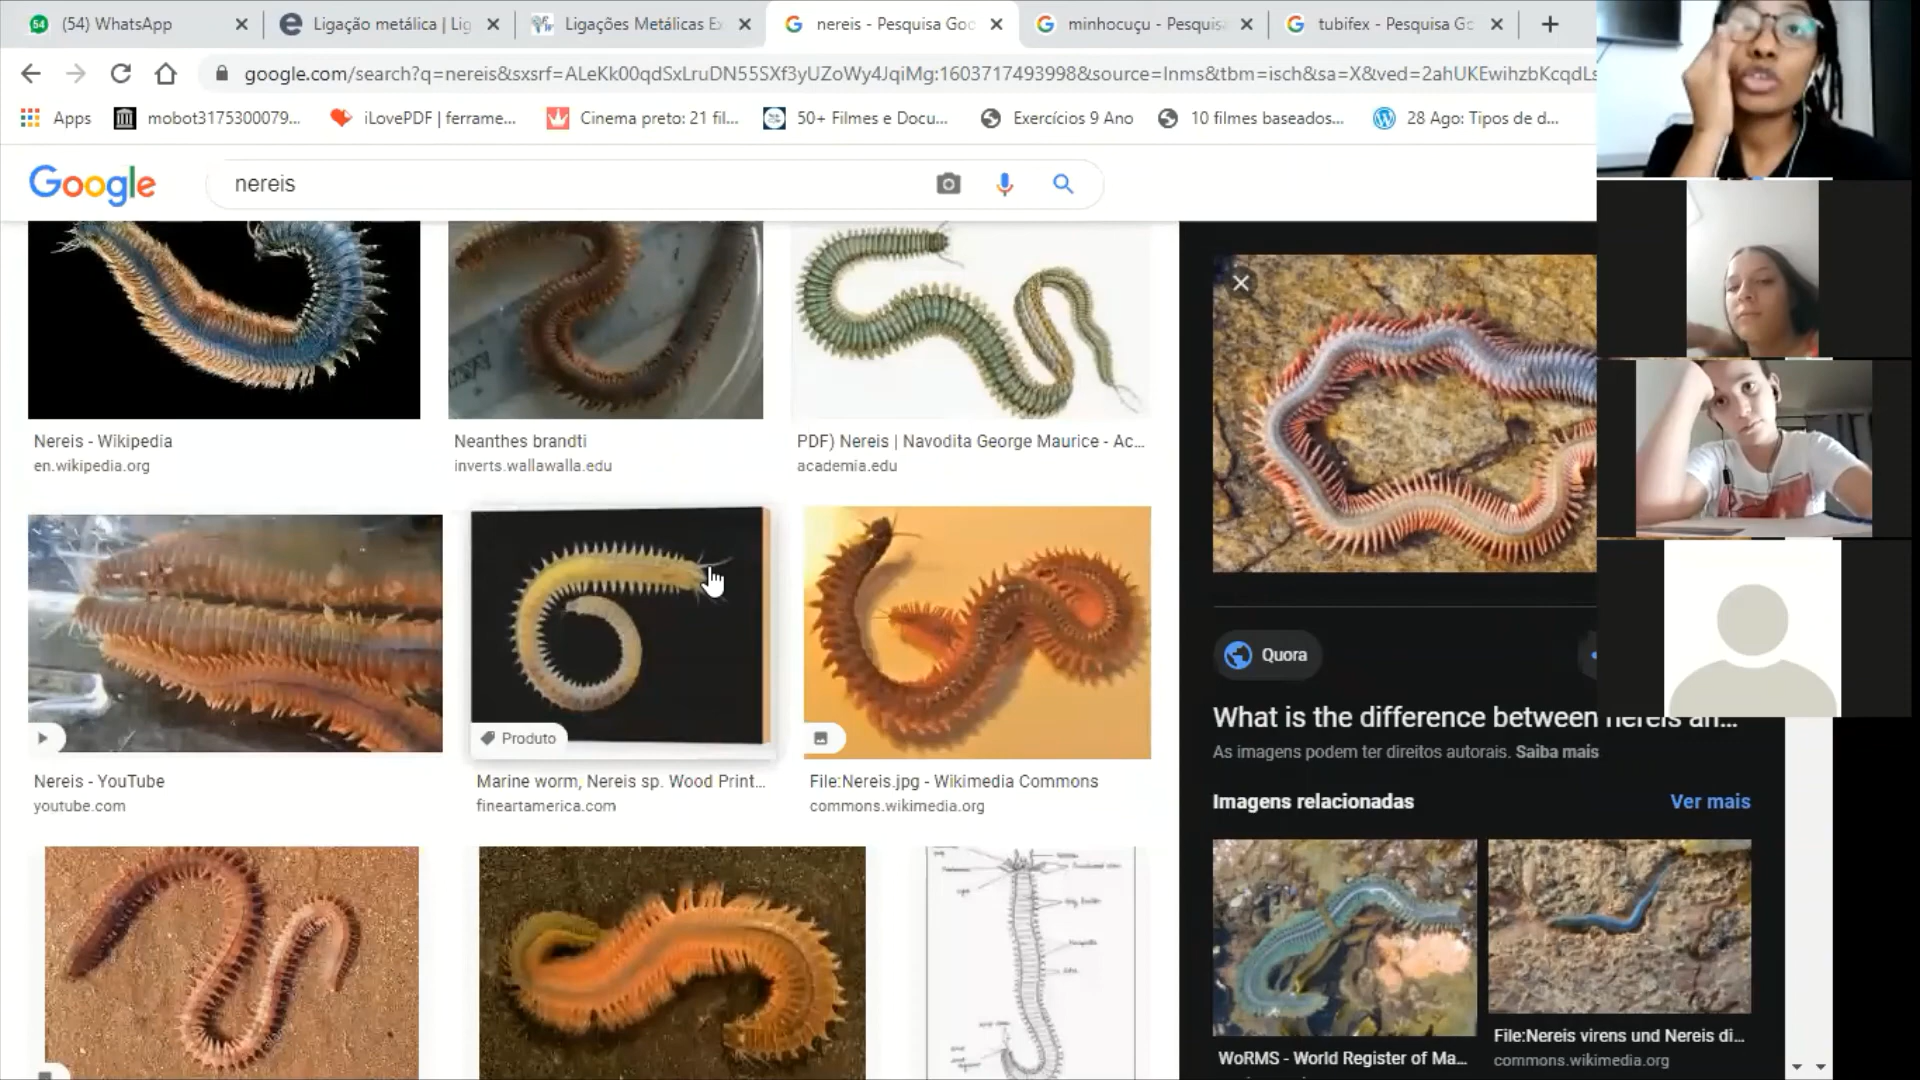 (54) WhatsApp
Ligação metálica | Lig
Ligações Metálicas Ex
nereis - Pesquisa Goo
minhocuçu - Pesquisa
tubifex - Pesquisa Go
google.com/search?q=nereis&sxsrf=ALeKk00qdSxLruDN55SXf3yUZoWy4JqiMg:1603717493998&source=lnms&tbm=isch&sa=X&ved=2ahUKEwihzbKcqdLs
Apps
mobot3175300079...
iLovePDF | ferrame...
Cinema preto: 21 fil...
50+ Filmes e Docu...
Exercícios 9 Ano
10 filmes baseados...
28 Ago: Tipos de d...
Google
nereis
Nereis - Wikipedia
en.wikipedia.org
Neanthes brandti
inverts.wallawalla.edu
PDF) Nereis | Navodita George Maurice - Ac...
academia.edu
Produto
Nereis - YouTube
youtube.com
Marine worm, Nereis sp. Wood Print...
fineartamerica.com
File:Nereis.jpg - Wikimedia Commons
commons.wikimedia.org
Quora
What is the difference between nereis an...
As imagens podem ter direitos autorais. Saiba mais
Imagens relacionadas
Ver mais
WoRMS - World Register of Ma...
File:Nereis virens und Nereis di...
commons.wikimedia.org